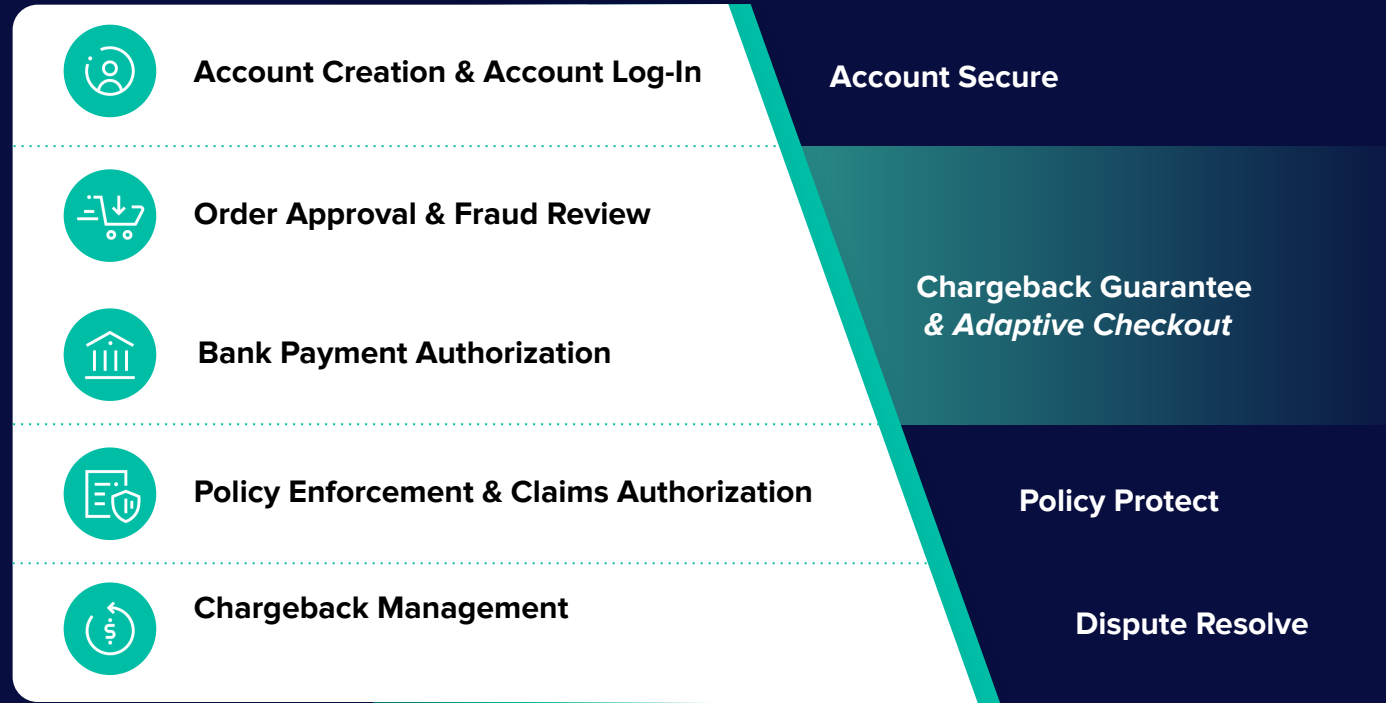 Account Creation & Account Log-In
Account Secure
Order Approval & Fraud Review
Chargeback Guarantee
& Adaptive Checkout
Bank Payment Authorization
Policy Enforcement & Claims Authorization
Policy Protect
Chargeback Management
Dispute Resolve